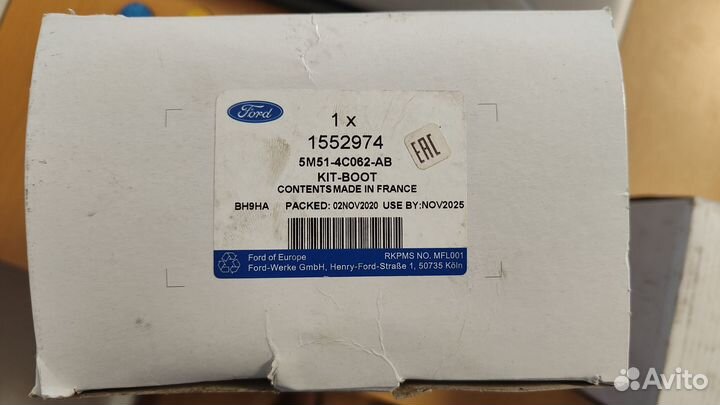 Ford
1 x
1552974
5M51-4C062-AB
EAC
KIT-BOOT
CONTENTS MADE IN FRANCE
BH9HA PACKED: 02NOV2020 USE BY: NOV2025
Ford of Europe RKPMS NO. MFL001
Ford-Werke GmbH, Henry-Ford-Straße 1, 50735 Köln
Avito